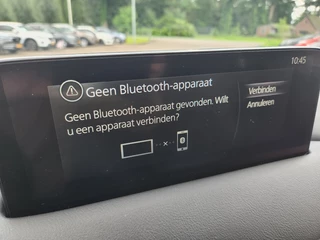 10:45
Geen Bluetooth-apparaat
Geen Bluetooth-apparaat gevonden. Wilt
u een apparaat verbinden?
Verbinden
Annuleren